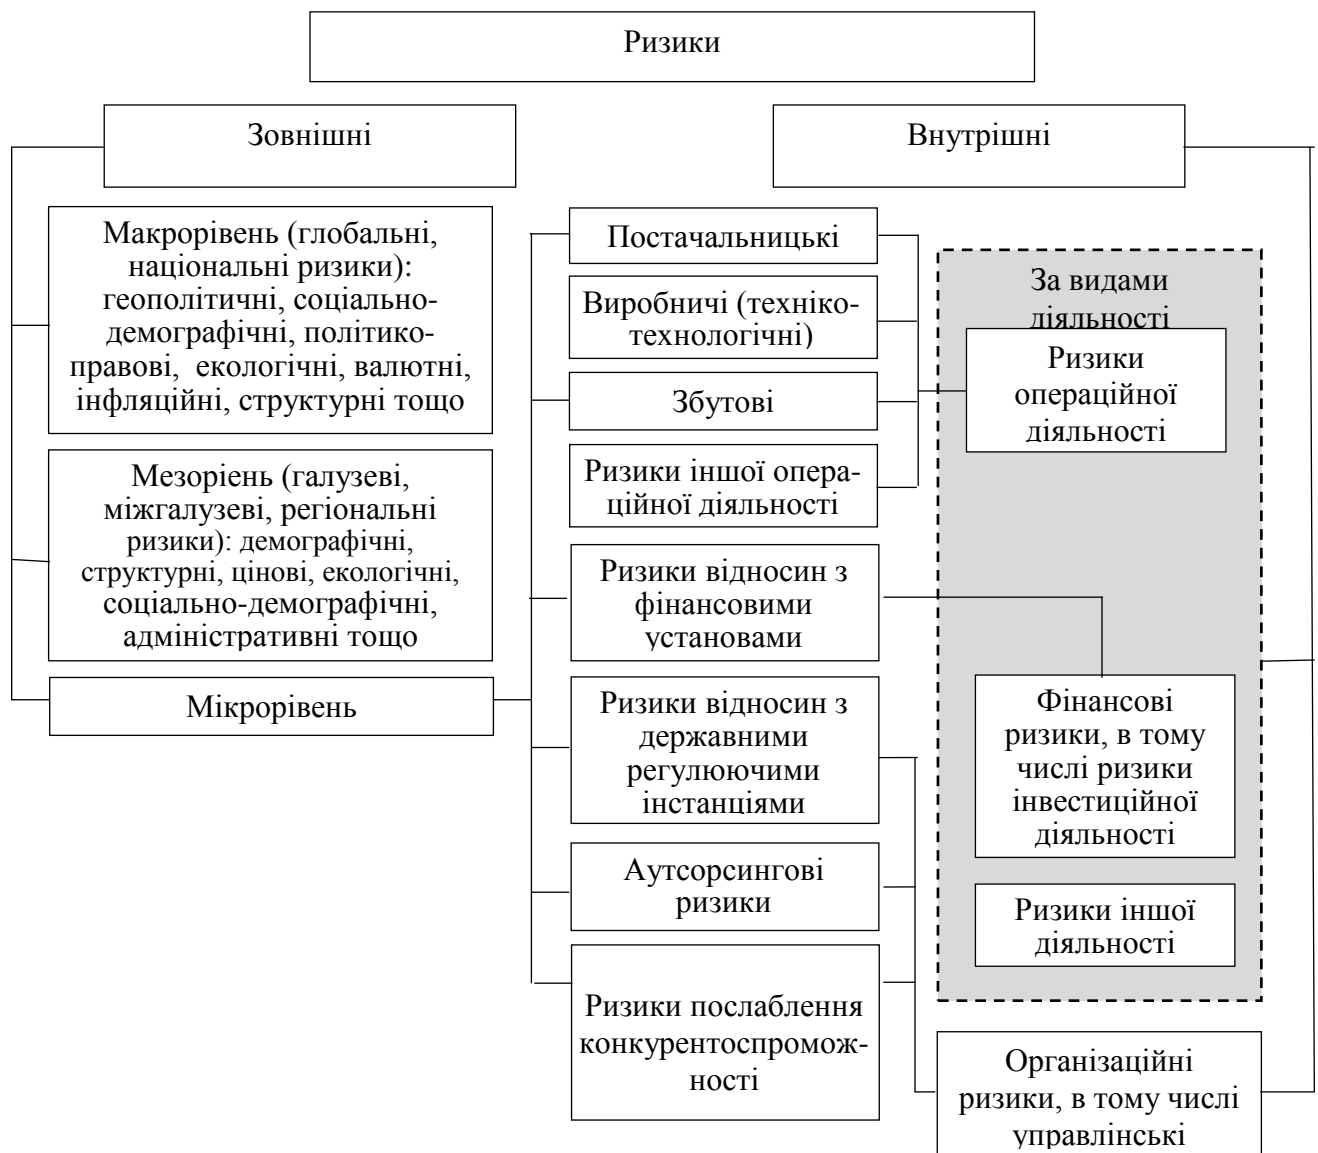 Ризики
Зовнішні
Внутрішні
Макрорівень (глобальні,
національні ризики):
геополітичні, соціально-
демографічні, політико-
правові, екологічні, валютні,
інфляційні, структурні тощо
Мезоріень (галузеві,
міжгалузеві, регіональні
ризики): демографічні,
структурні, цінові, екологічні,
соціально-демографічні,
адміністративні тощо
Мікрорівень
Постачальницькі
Виробничі (техніко-
технологічні)
Збутові
Ризики іншої опера-
ційної діяльності
Ризики відносин з
фінансовими
установами
Ризики відносин з
державними
регулюючими
інстанціями
Аутсорсингові
ризики
Ризики послаблення
конкурентоспромож-
ності
За видами
діяльності
Ризики
операційної
діяльності
Фінансові
ризики, в тому
числі ризики
інвестиційної
діяльності
Ризики іншої
діяльності
Організаційні
ризики, в тому числі
управлінські